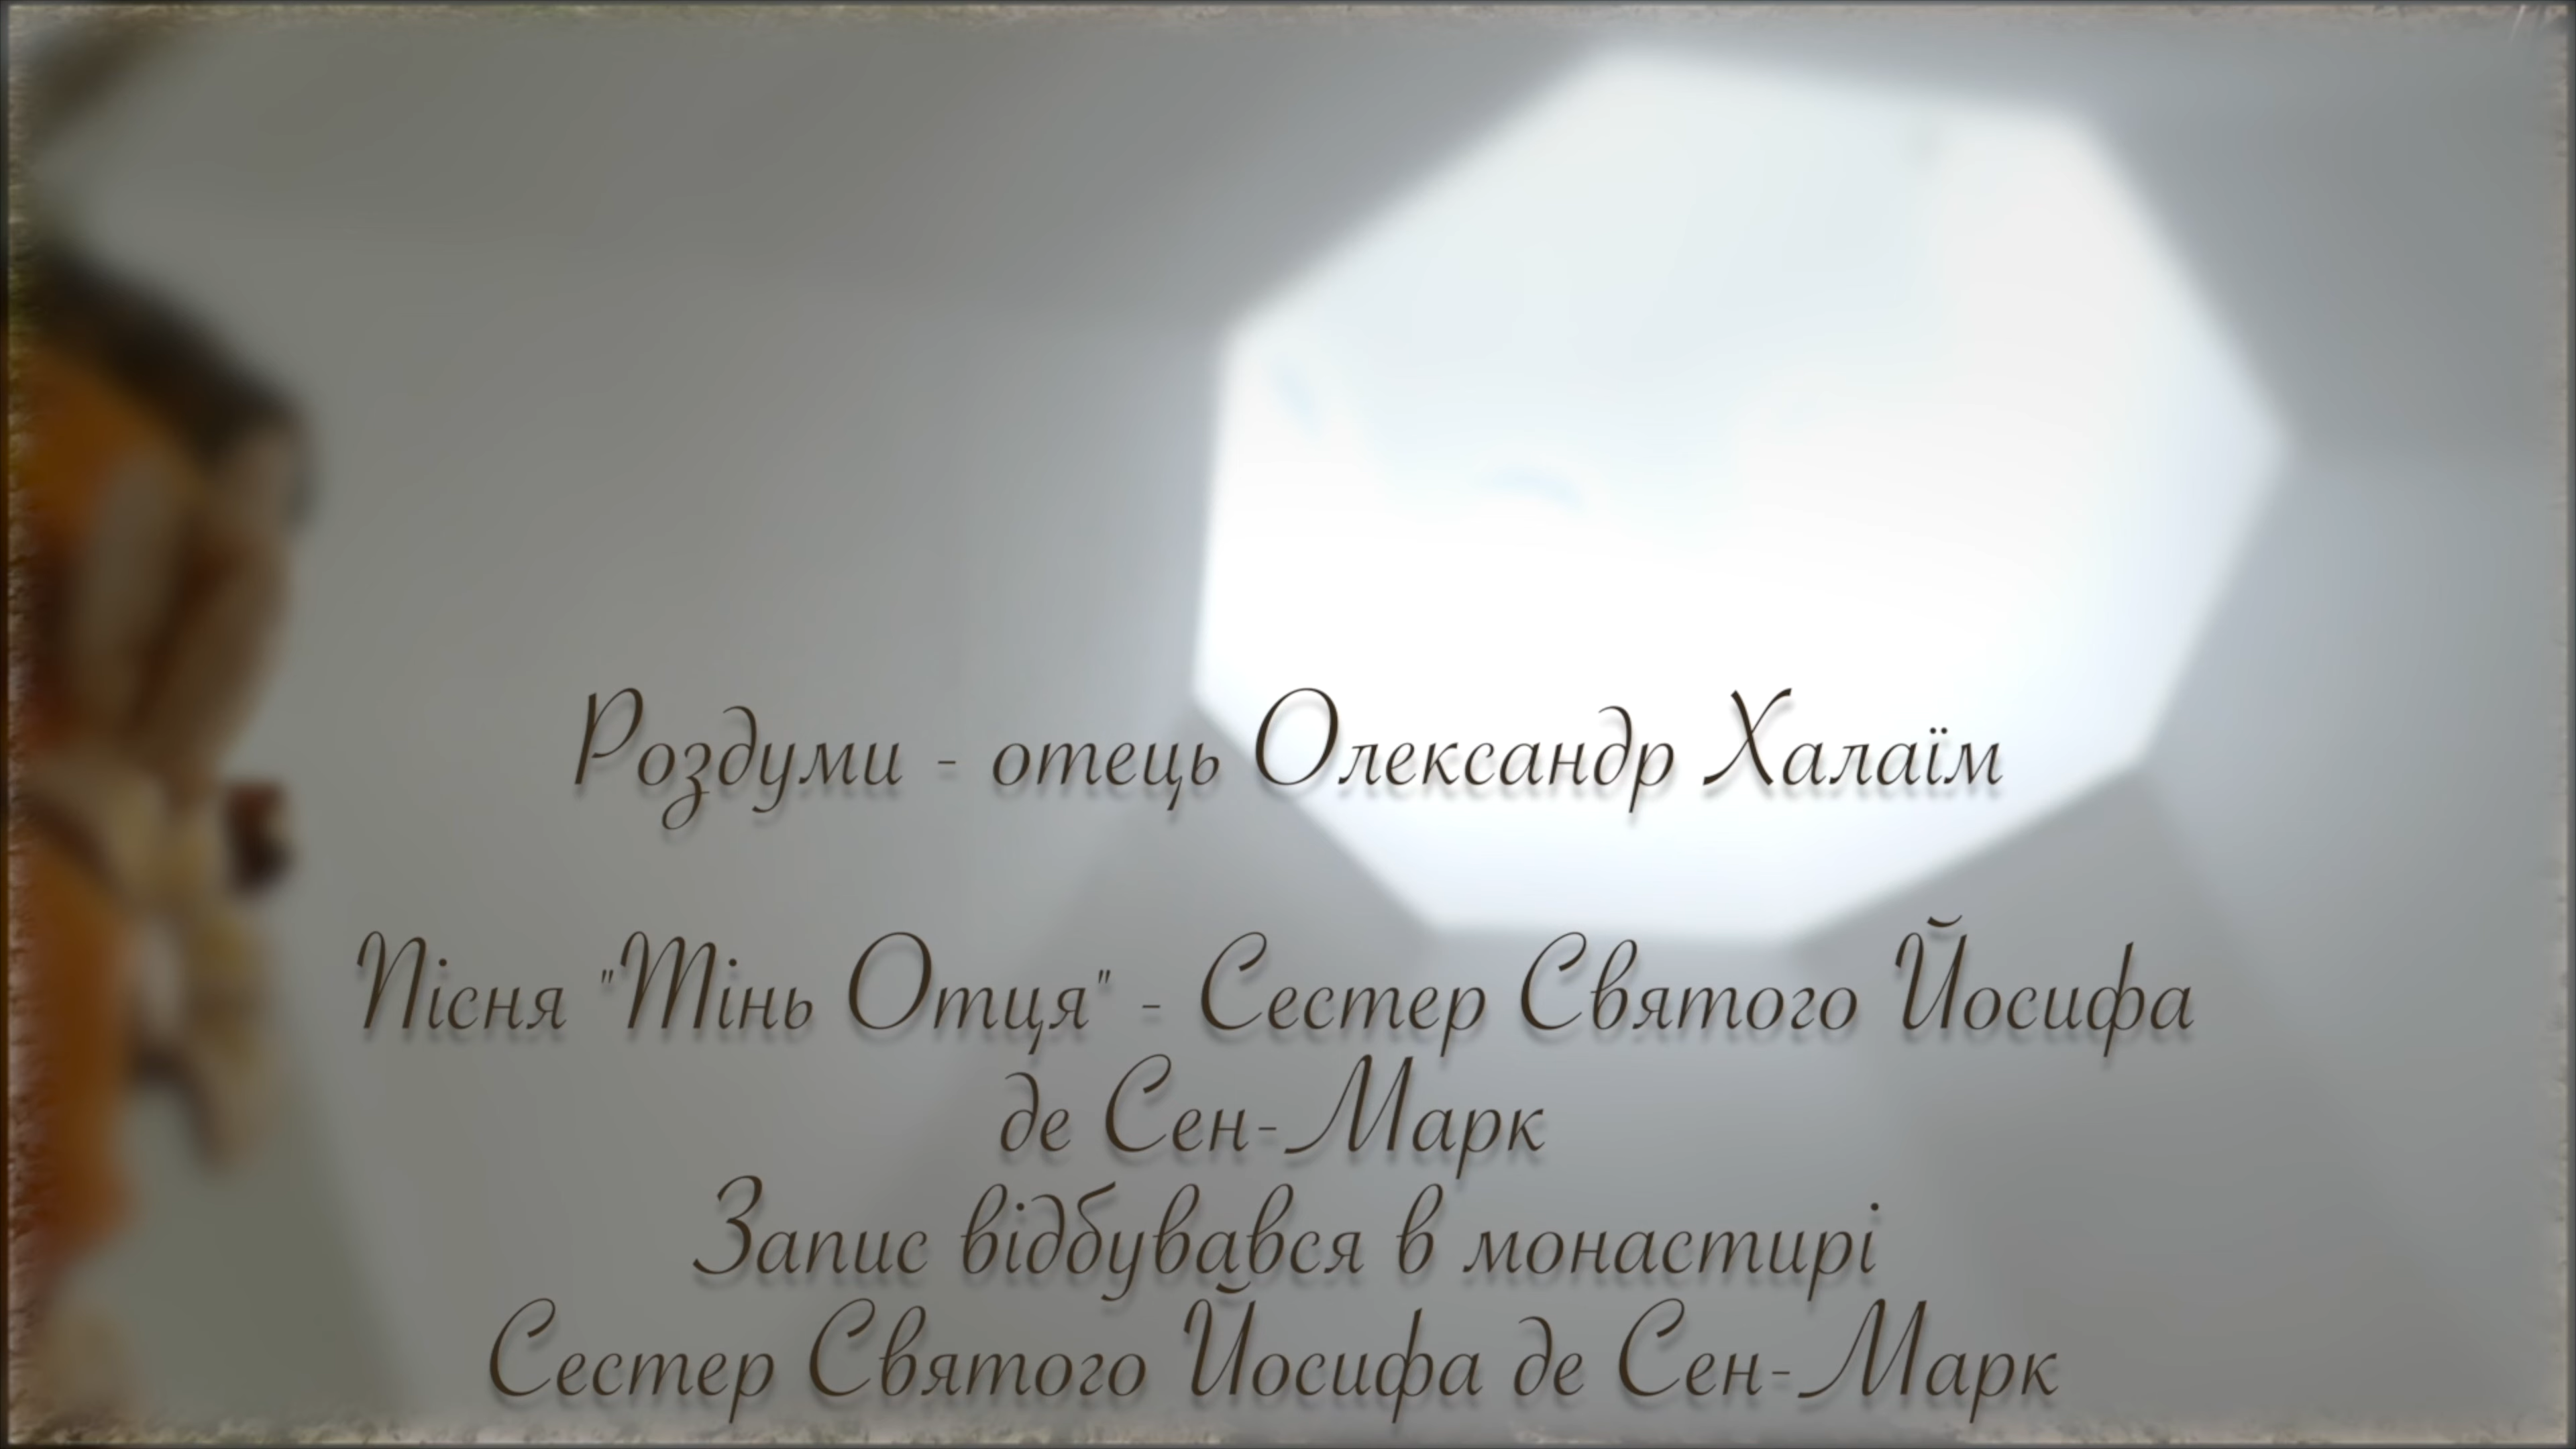 Роздуми - отець Олександр Халаїм
Пісня "Тінь Отця" - Сестер Святого Йосифа
де Сен-Марк
Запис відбувався в монастирі
Сестер Святого Йосифа де Сен-Марк